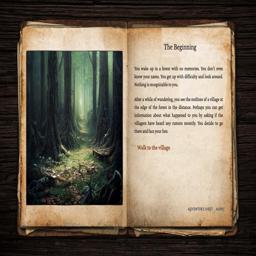 The Beginning
You wake up in a forest with no memories. You don't even
know your name. You get up with difficulty and look around.
Nothing is recognizable to you.
After a while of wandering, you see the outlines of a village at
the edge of the forest in the distance. Perhaps you can get
information about what happened to you by asking if the
villagers have heard any rumors recently. You decide to go
there and face your fate.
Walk to the village